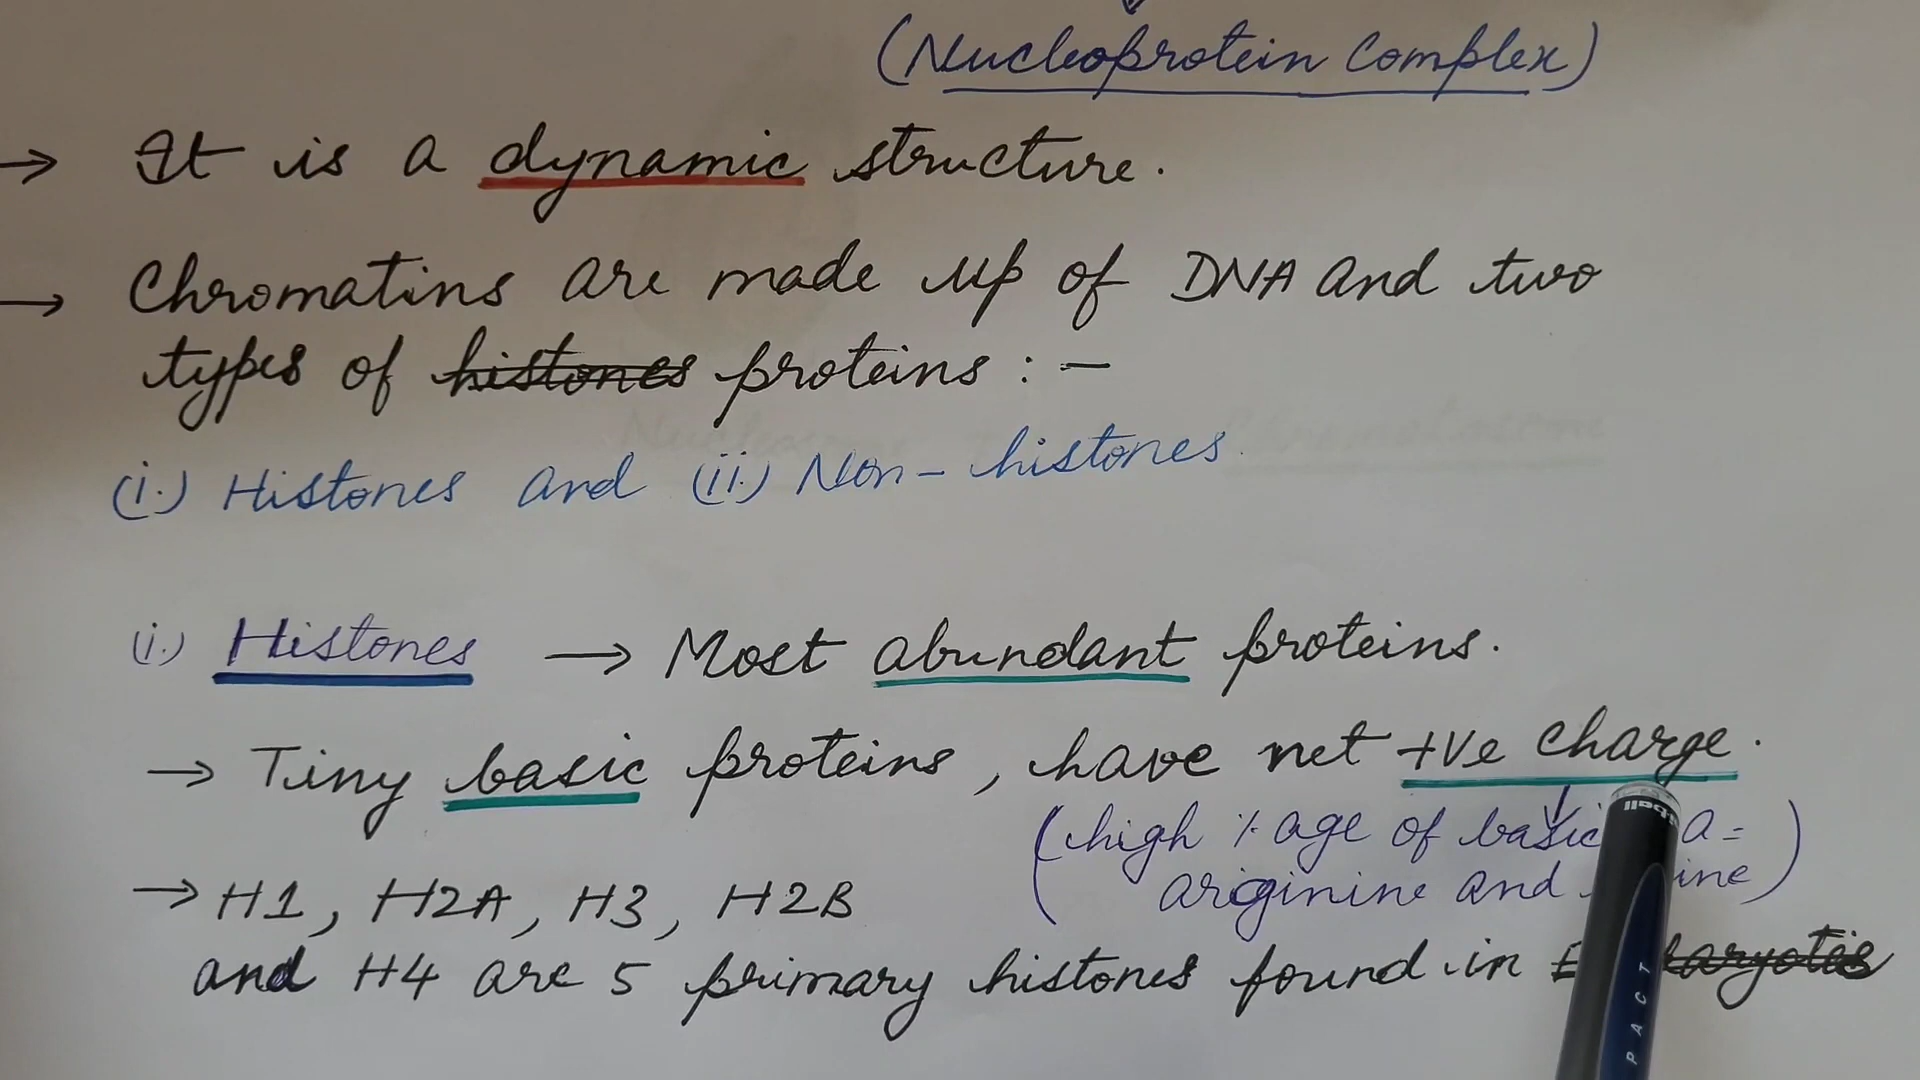 (Nucleoprotein Complex)
→ It is a dynamic structure.
→ Chromatins are made up of DNA and two
types of histones proteins : -
(i.) Histones and (ii.) Non-histones.
(i.) Histones → Most abundant proteins.
→ Tiny basic proteins, have net +ve charge.
(high %age of basic a =
arginine and ine)
→ H1, H2A, H3, H2B
and H4 are 5 primary histones found in
PACT